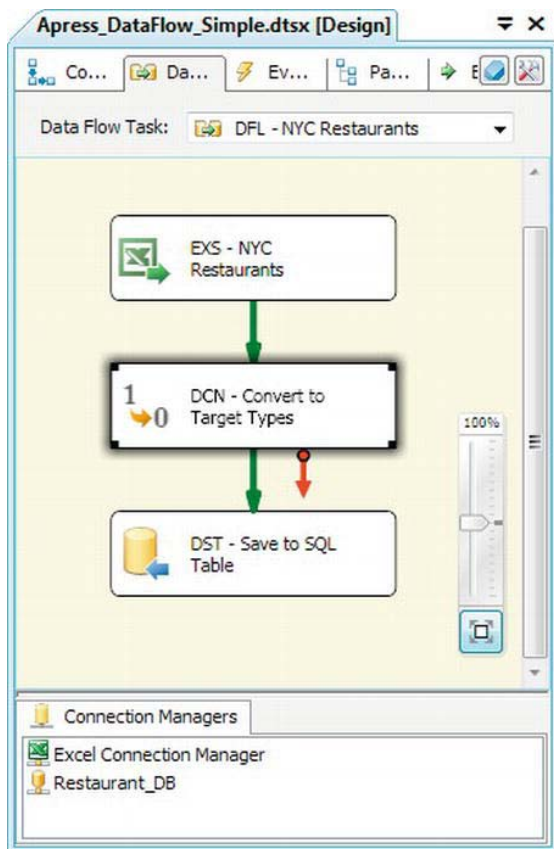 Apress_DataFlow_Simple.dtsx [Design]
Co...
Da...
Ev...
Pa...
E
Data Flow Task:
DFL - NYC Restaurants
EXS - NYC
Restaurants
1
0
DCN - Convert to
Target Types
100%
DST - Save to SQL
Table
Connection Managers
Excel Connection Manager
Restaurant_DB